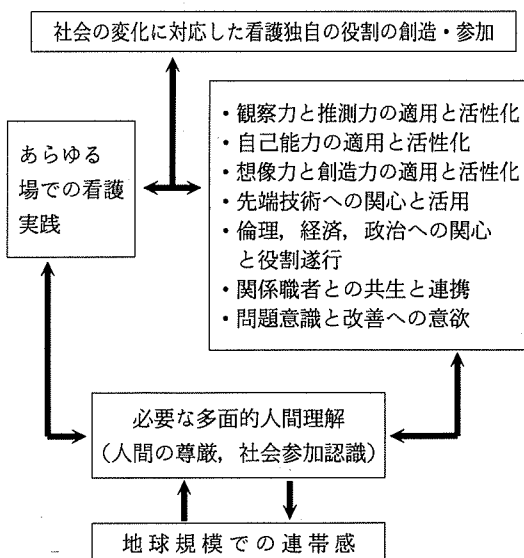 社会の変化に対応した看護独自の役割の創造・参加
あらゆる
場での看護
実践
・観察力と推測力の適用と活性化
・自己能力の適用と活性化
・想像力と創造力の適用と活性化
・先端技術への関心と活用
・倫理，経済，政治への関心
と役割遂行
・関係職者との共生と連携
・問題意識と改善への意欲
必要な多面的人間理解
（人間の尊厳，社会参加認識）
地球規模での連帯感